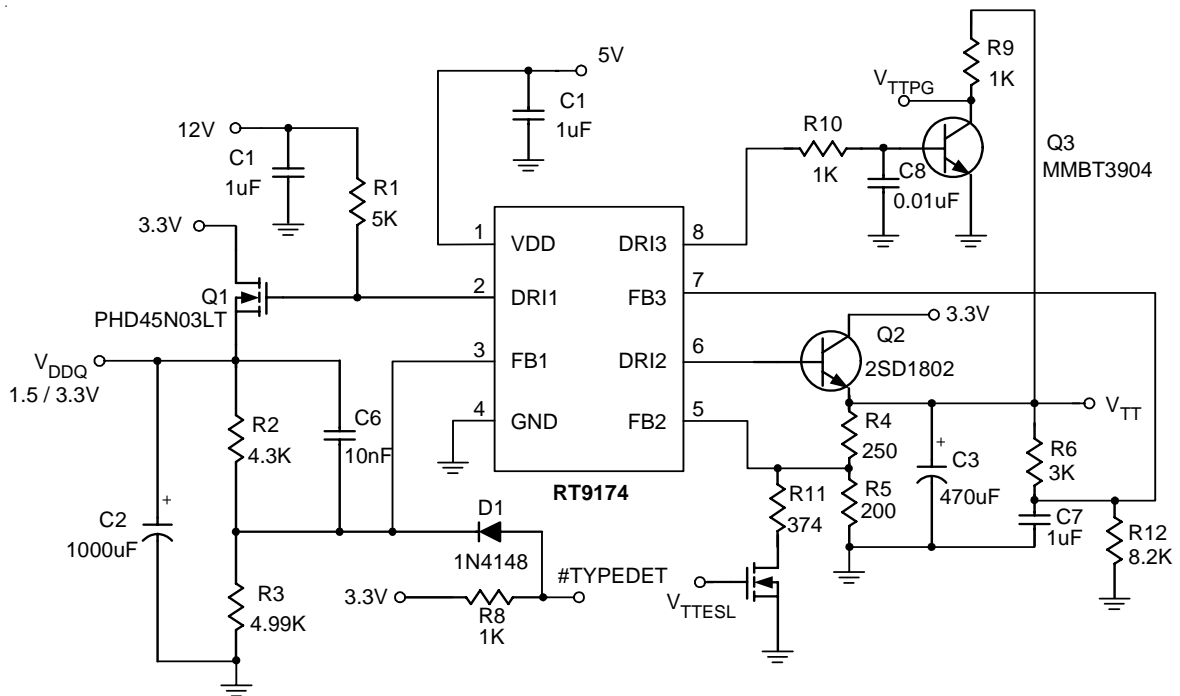 5V
C1
1uF
12V
C1
1uF
R1
5K
3.3V
Q1
PHD45N03LT
VDDQ
1.5 / 3.3V
R2
4.3K
C6
10nF
C2
1000uF
R3
4.99K
D1
1N4148
3.3V
R8
1K
#TYPEDET
1
VDD
2
DRI1
3
FB1
4
GND
8
DRI3
7
FB3
6
DRI2
5
FB2
RT9174
R9
1K
VTTPG
R10
1K
C8
0.01uF
Q3
MMBT3904
3.3V
Q2
2SD1802
VTT
R4
250
+
C3
470uF
R6
3K
R11
374
R5
200
C7
1uF
R12
8.2K
VTTESL
+